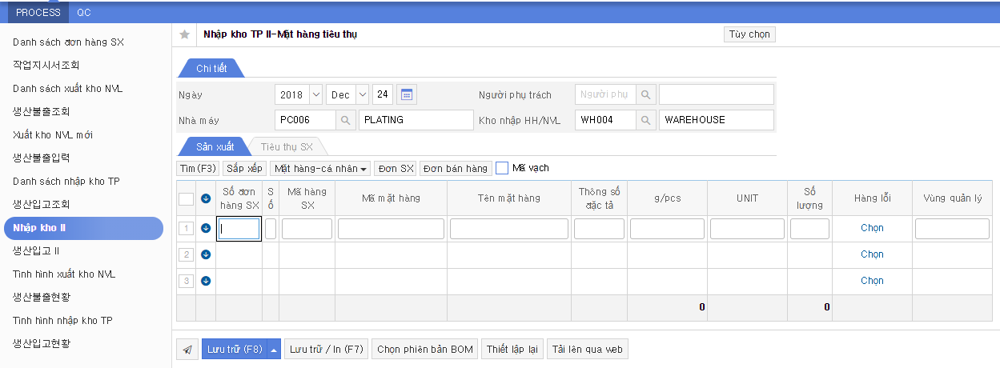 PROCESS QC
Danh sách đơn hàng SX
작업지시서조회
Danh sách xuất kho NVL
생산불출조회
Xuất kho NVL mới
생산불출입력
Danh sách nhập kho TP
생산입고조회
Nhập kho II
생산입고 II
Tình hình xuất kho NVL
생산불출현황
Tình hình nhập kho TP
생산입고현황
Nhập kho TP II-Mặt hàng tiêu thụ Tùy chọn
Chi tiết
Ngày 2018 Dec 24 Người phụ trách Người phụ
Nhà máy PC006 PLATING Kho nhập HH/NVL WH004 WAREHOUSE
Sản xuất Tiêu thụ SX
Tìm (F3) Sắp xếp Mặt hàng-cá nhân Đơn SX Đơn bán hàng Mã vạch
Số đơn hàng SX Số Mã hàng SX Mã mặt hàng Tên mặt hàng Thông số đặc tả g/pcs UNIT Số lượng Hàng lỗi Vùng quản lý
1 Chọn
2 Chọn
3 Chọn
0 0
Lưu trữ (F8) Lưu trữ / In (F7) Chọn phiên bản BOM Thiết lập lại Tải lên qua web